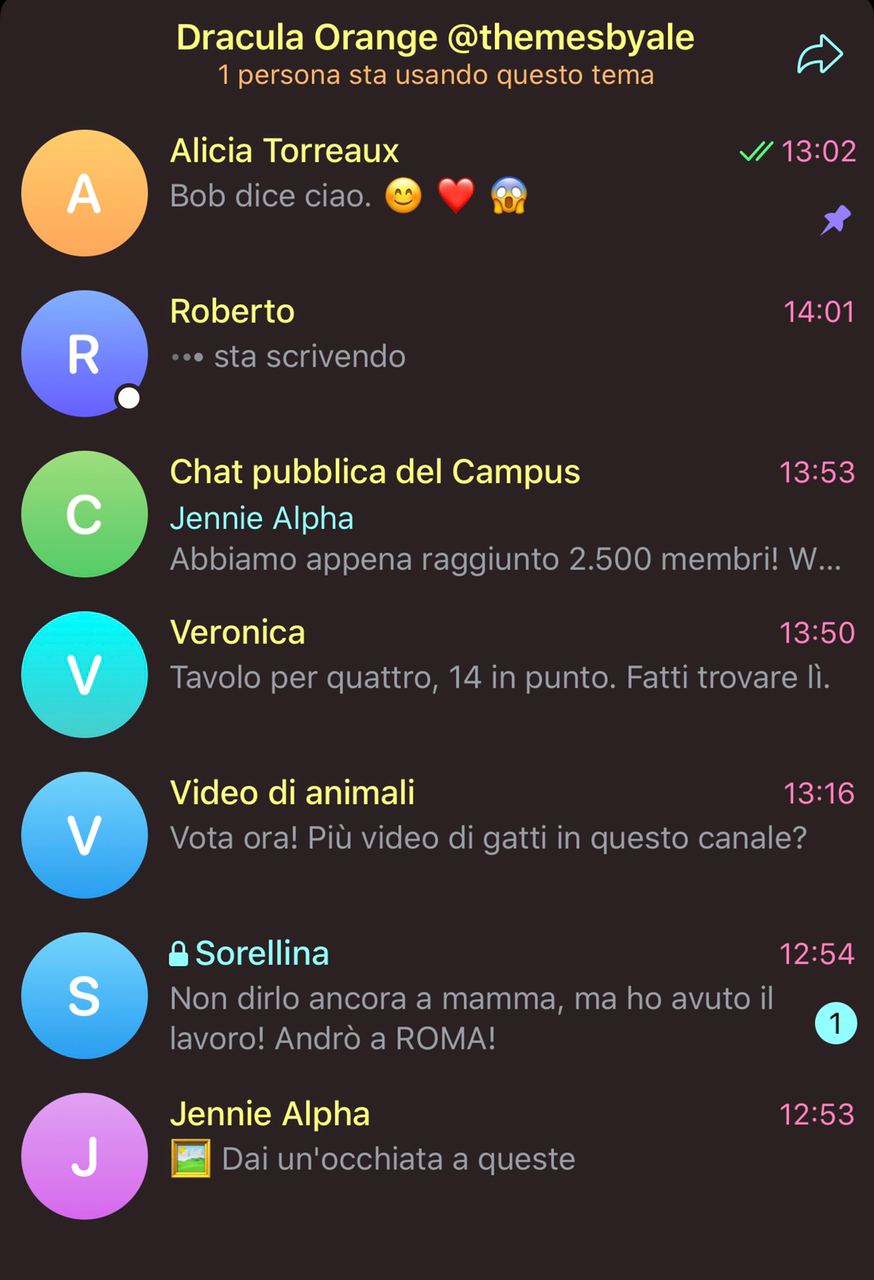 Dracula Orange @themesbyale
1 persona sta usando questo tema
A
Alicia Torreaux
13:02
Bob dice ciao. 😊 ❤️ 😱
R
Roberto
14:01
••• sta scrivendo
C
Chat pubblica del Campus
13:53
Jennie Alpha
Abbiamo appena raggiunto 2.500 membri! W...
V
Veronica
13:50
Tavolo per quattro, 14 in punto. Fatti trovare lì.
V
Video di animali
13:16
Vota ora! Più video di gatti in questo canale?
S
Sorellina
12:54
Non dirlo ancora a mamma, ma ho avuto il
lavoro! Andrò a ROMA!
1
J
Jennie Alpha
12:53
🖼️ Dai un'occhiata a queste